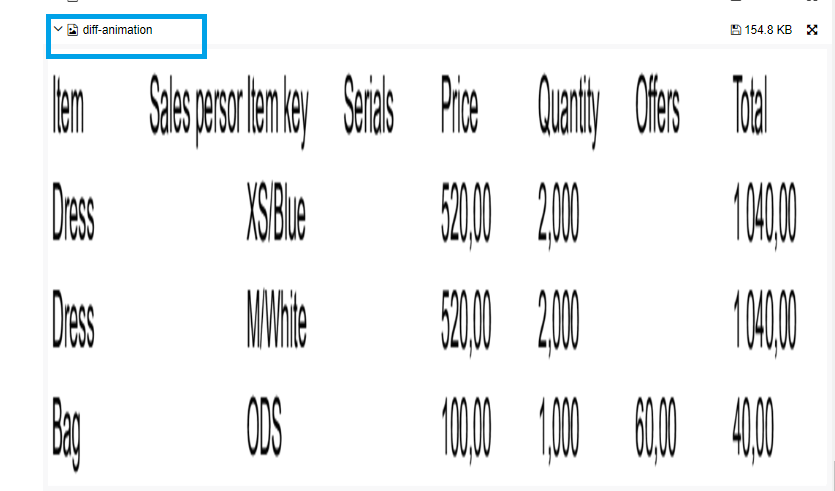 diff-animation 154.8 KB
Item Sales person Item key Serials Price Quantity Offers Total
Dress XS/Blue 520,00 2,000 1 040,00
Dress M/White 520,00 2,000 1 040,00
Bag ODS 100,00 1,000 60,00 40,00